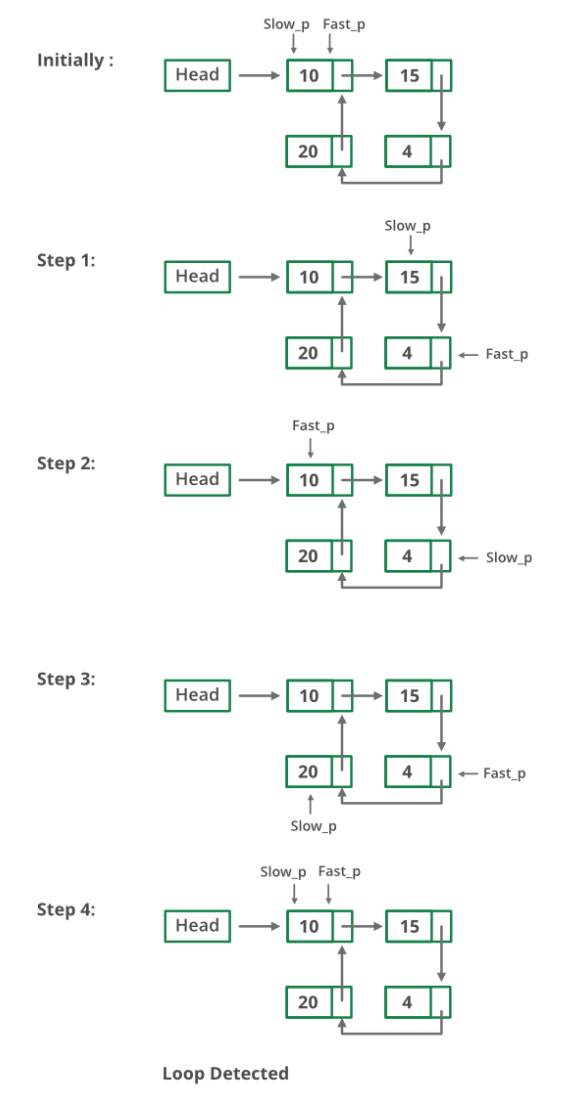 Slow_p Fast_p
Initially :
Head 10 15
20 4
Slow_p
Step 1:
Head 10 15
20 4 Fast_p
Fast_p
Step 2:
Head 10 15
20 4 Slow_p
Step 3:
Head 10 15
20 4 Fast_p
Slow_p
Slow_p Fast_p
Step 4:
Head 10 15
20 4
Loop Detected